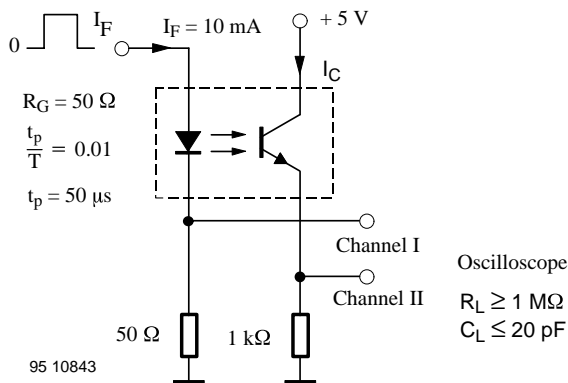 0
I_F
I_F = 10 mA
+ 5 V
I_C
R_G = 50 Ω
t_p
T
= 0.01
t_p = 50 μs
Channel I
Channel II
Oscilloscope
R_L ≥ 1 MΩ
C_L ≤ 20 pF
50 Ω
1 kΩ
95 10843